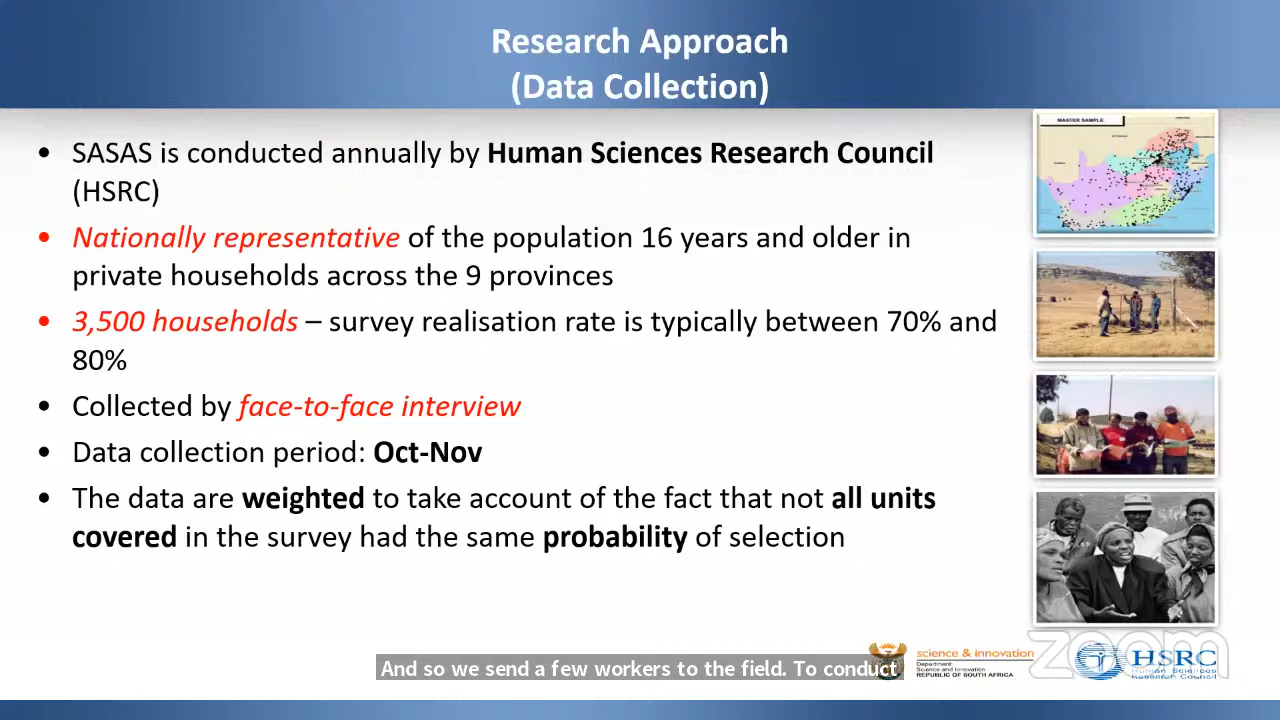 Research Approach
(Data Collection)
MASTER SAMPLE
• SASAS is conducted annually by Human Sciences Research Council
(HSRC)
• Nationally representative of the population 16 years and older in
private households across the 9 provinces
• 3,500 households – survey realisation rate is typically between 70% and
80%
• Collected by face-to-face interview
• Data collection period: Oct-Nov
• The data are weighted to take account of the fact that not all units
covered in the survey had the same probability of selection
science & innovation
Department:
Science and Innovation
REPUBLIC OF SOUTH AFRICA
zoom
HSRC
Human Sciences
Research Council
And so we send a few workers to the field. To conduct